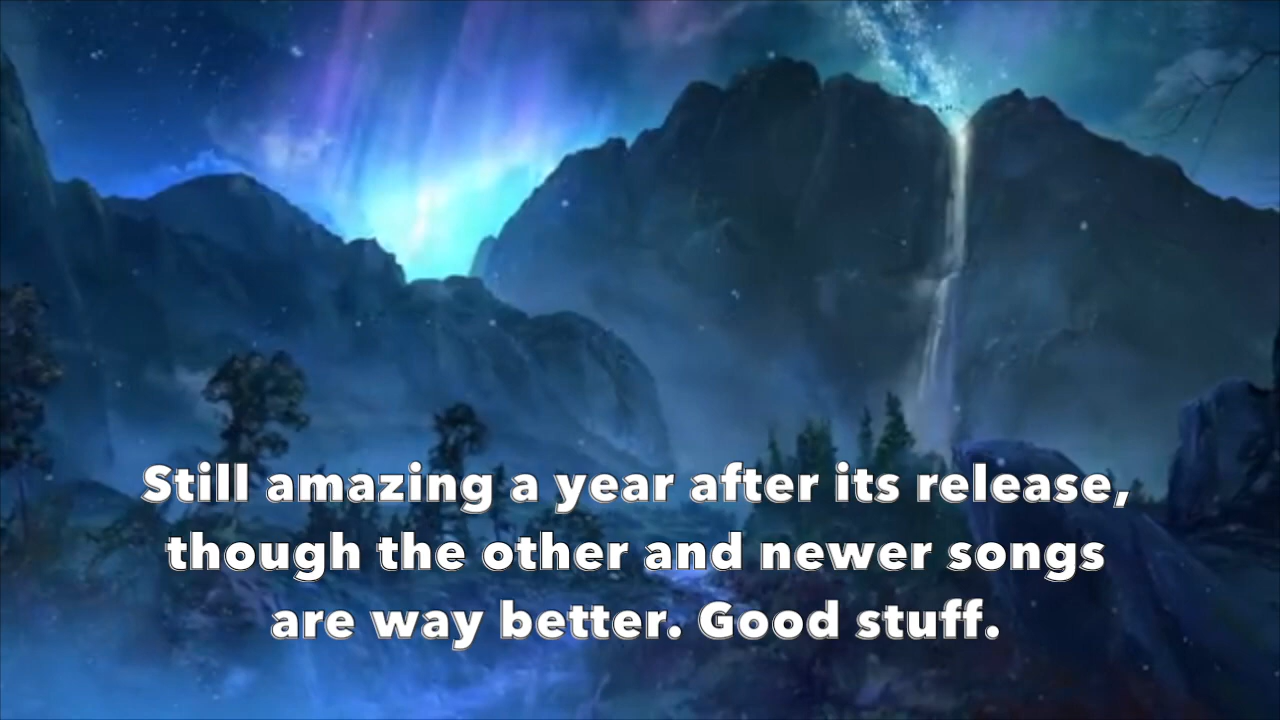 Still amazing a year after its release,
though the other and newer songs
are way better. Good stuff.